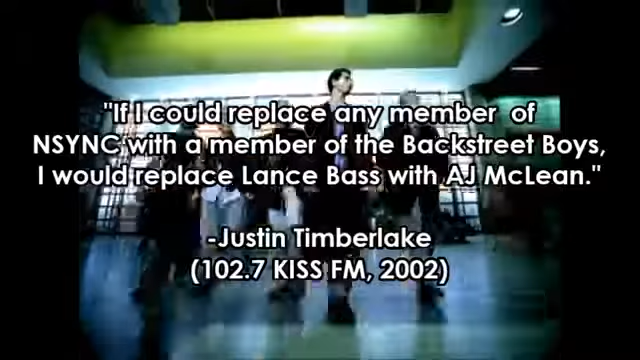 "If I could replace any member of
NSYNC with a member of the Backstreet Boys,
I would replace Lance Bass with AJ McLean."
-Justin Timberlake
(102.7 KISS FM, 2002)